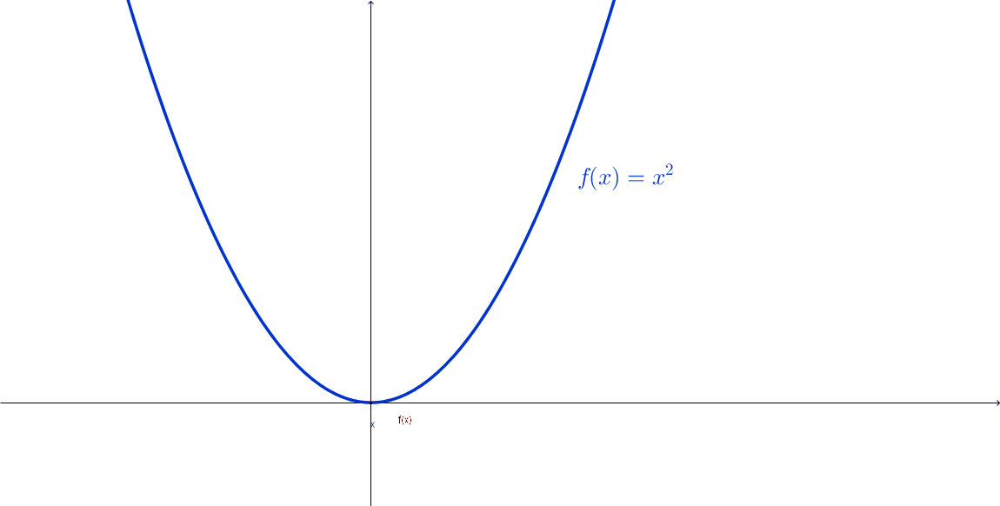 f(x) = x²
x f(x)